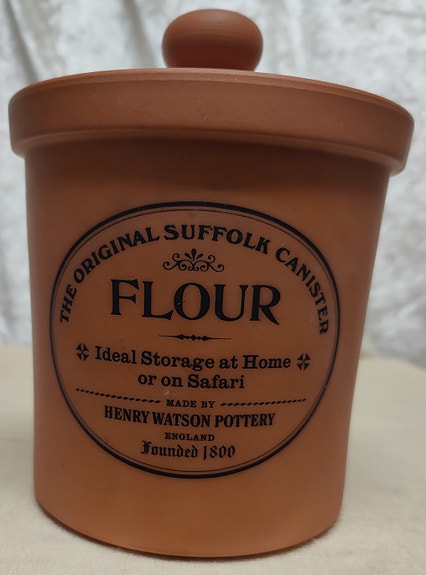 THE ORIGINAL SUFFOLK CANISTER
FLOUR
Ideal Storage at Home
or on Safari
MADE BY
HENRY WATSON POTTERY
ENGLAND
Founded 1800